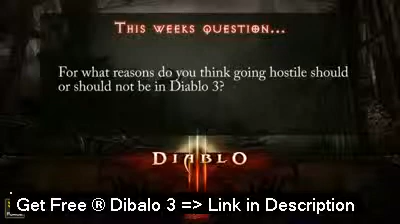 THIS WEEKS QUESTION...
For what reasons do you think going hostile should
or should not be in Diablo 3?
DIABLO
III
Get Free ® Dibalo 3 => Link in Description